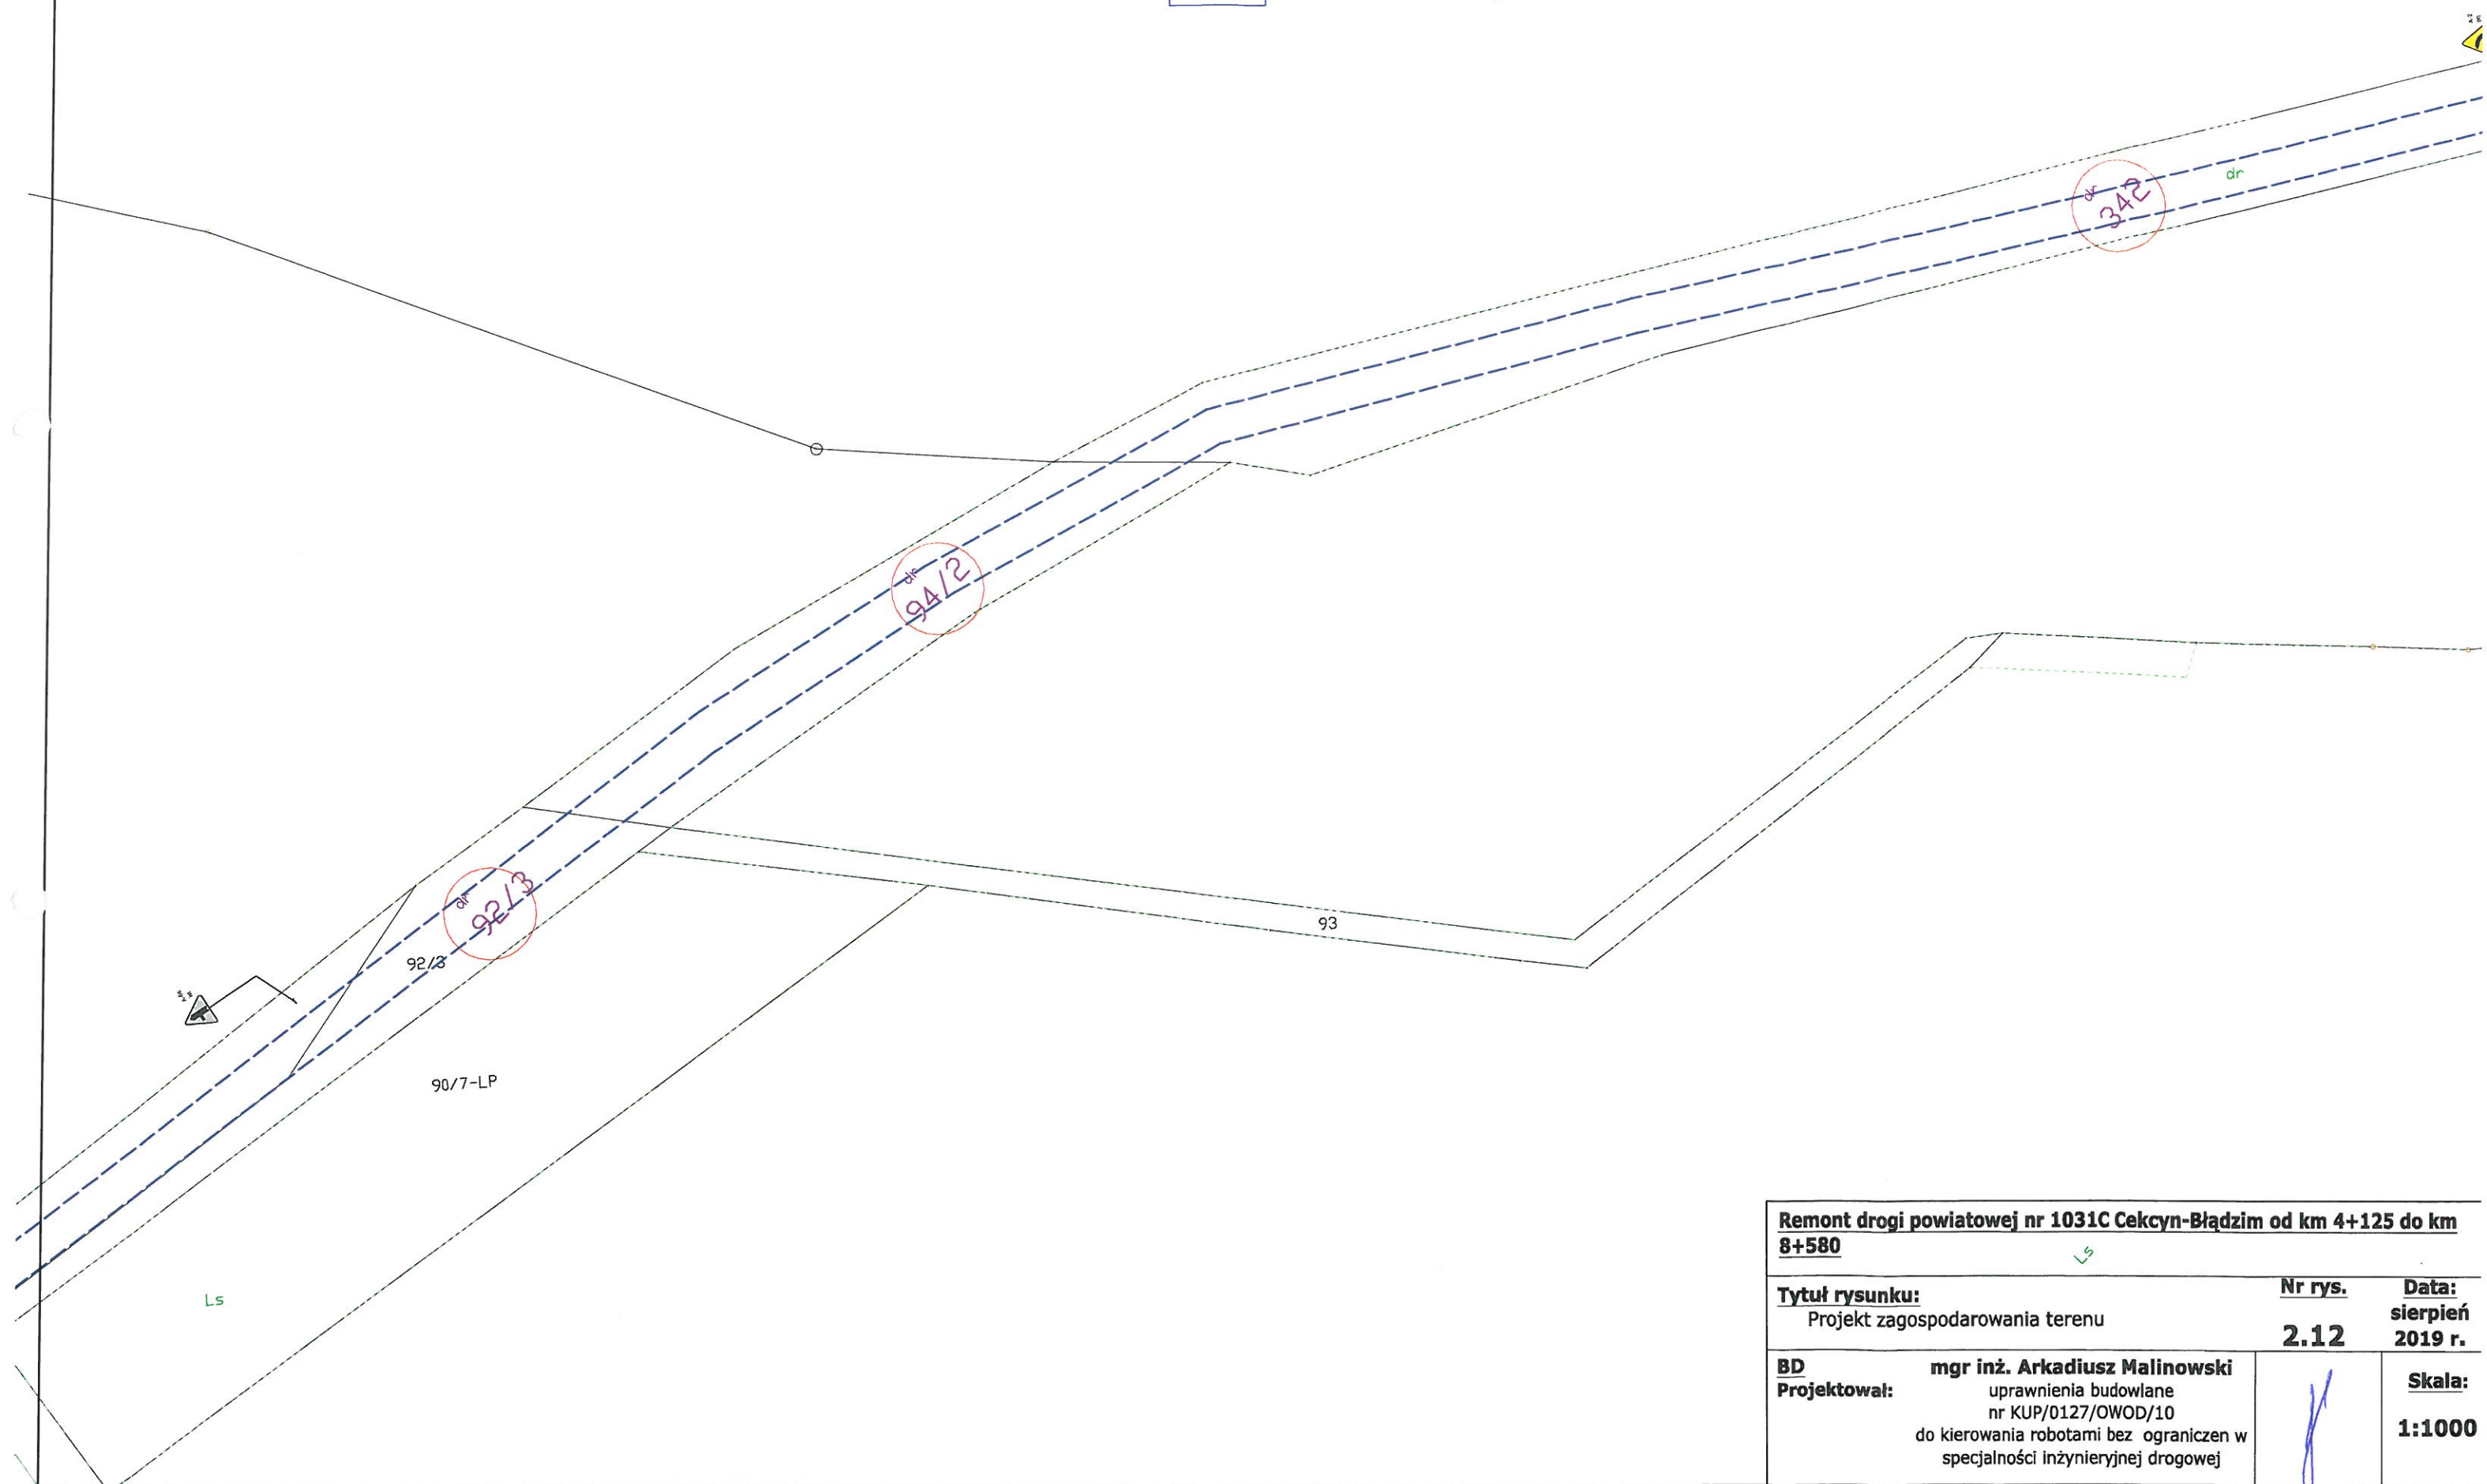 dr
342
dr
dr
94/2
dr
92/3
92/3
93
90/7-LP
Ls
Remont drogi powiatowej nr 1031C Cekcyn-Błądzim od km 4+125 do km
8+580
Ls
Tytuł rysunku:
Projekt zagospodarowania terenu
Nr rys.
2.12
Data:
sierpień
2019 r.
BD
Projektował:
mgr inż. Arkadiusz Malinowski
uprawnienia budowlane
nr KUP/0127/OWOD/10
do kierowania robotami bez ograniczen w
specjalności inżynieryjnej drogowej
Skala:
1:1000